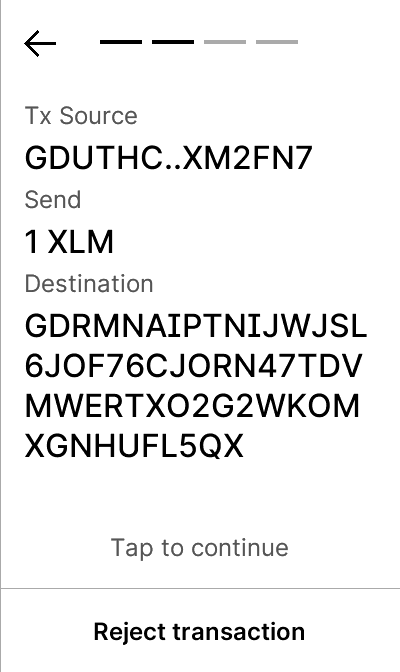 Tx Source
GDUTHC..XM2FN7
Send
1 XLM
Destination
GDRMNAIPTNIJWJSL
6JOF76CJORN47TDV
MWERTXO2G2WKOM
XGNHUFL5QX
Tap to continue
Reject transaction